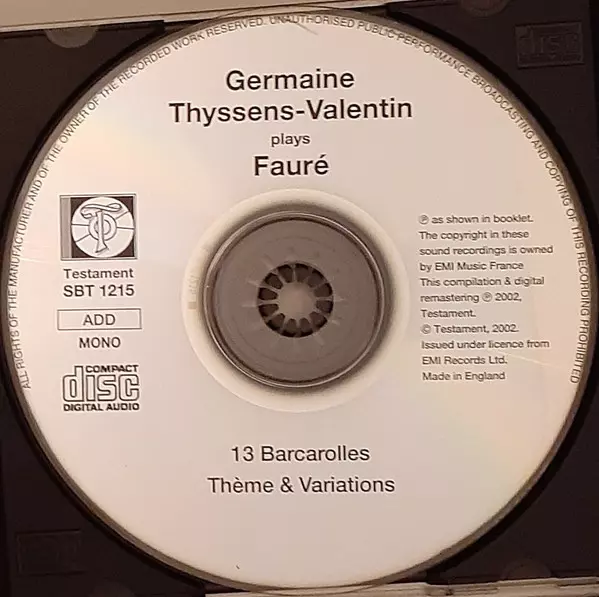 ALL RIGHTS OF THE MANUFACTURER AND OF THE OWNER OF THE RECORDED WORK RESERVED. UNAUTHORISED PUBLIC PERFORMANCE BROADCASTING AND COPYING OF THIS RECORDING PROHIBITED
Germaine
Thyssens-Valentin
plays
Fauré
Testament
SBT 1215
ADD
MONO
COMPACT
disc
DIGITAL AUDIO
℗ as shown in booklet.
The copyright in these
sound recordings is owned
by EMI Music France
This compilation & digital
remastering ℗ 2002,
Testament.
© Testament, 2002.
Issued under licence from
EMI Records Ltd.
Made in England
13 Barcarolles
Thème & Variations